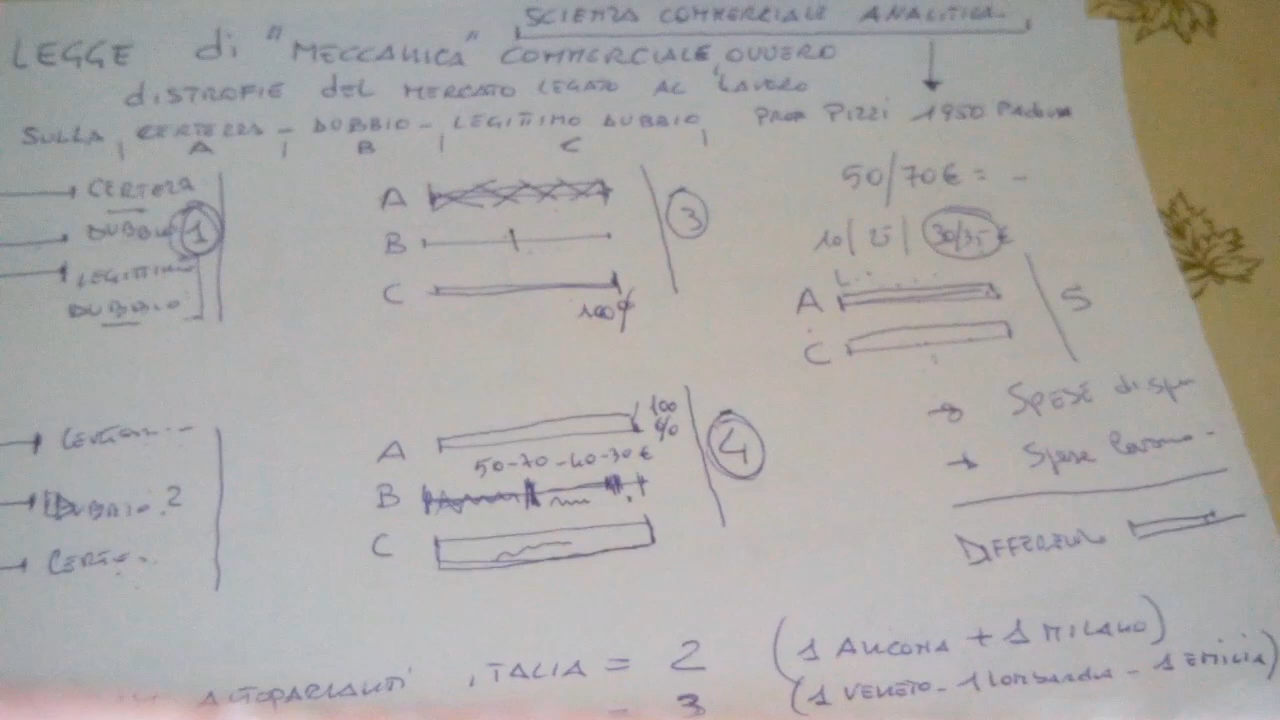 SCIENZA COMMERCIALE ANALITICA
LEGGE di "MECCANICA" COMMERCIALE OVVERO
DISTROFIE DEL MERCATO LEGATO AL LAVORO
SULLA CERTEZZA - DUBBIO - LEGITTIMO DUBBIO PROF PIZZI 1950 Padova
A B C
CERTEZZA
DUBBIO 1
LEGITTIMO
DUBBIO
A
B 3
C
100%
50/70€ = -
10 | 25 | 30/35€
A 5
C
A 100 %
50-70-40-30€
B 4
C
DUBBIO 2
SPESE
Spese
ALTOPARLANTI ITALIA = 2 (1 ANCONA + 1 MILANO)
- 3 (1 VENETO - 1 Lombardia - 1 EMILIA)